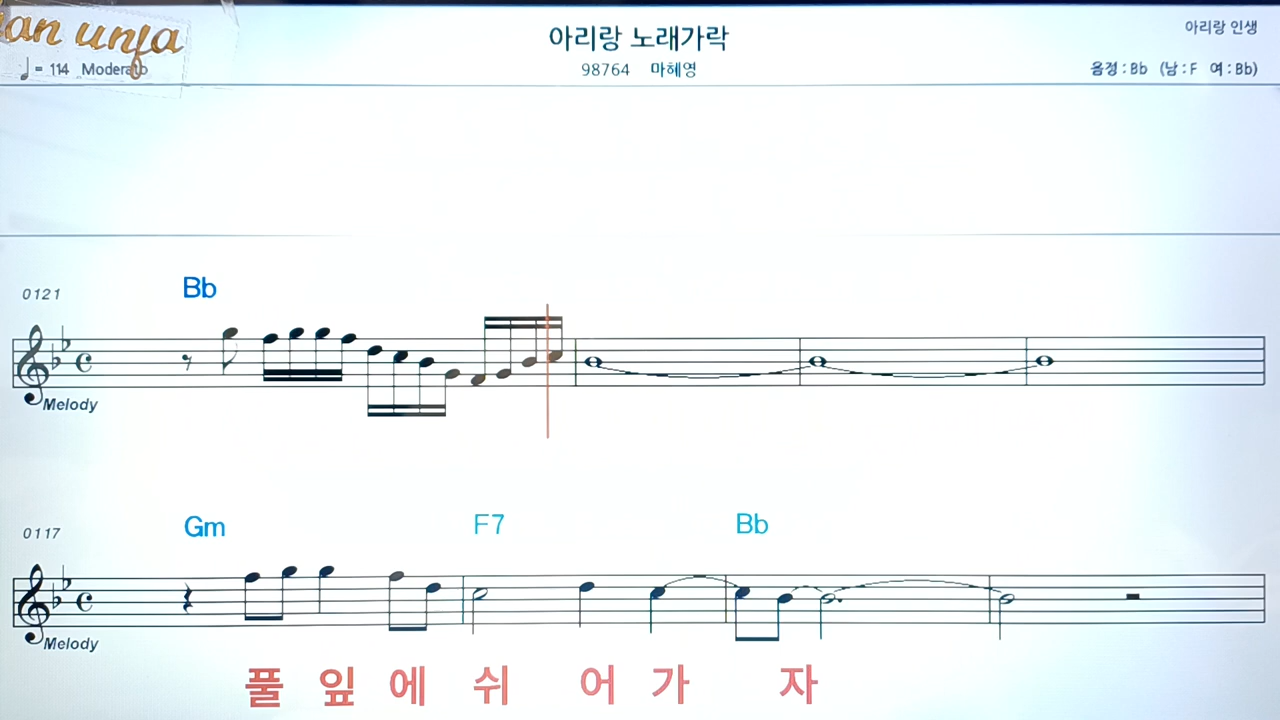 an unja
♩= 114 Moderato
아리랑 노래가락
98764 마혜영
아리랑 인생
음정 : Bb (남 : F 여 : Bb)
0121
Bb
Melody
0117
Gm F7 Bb
Melody
풀 잎 에 쉬 어 가 자